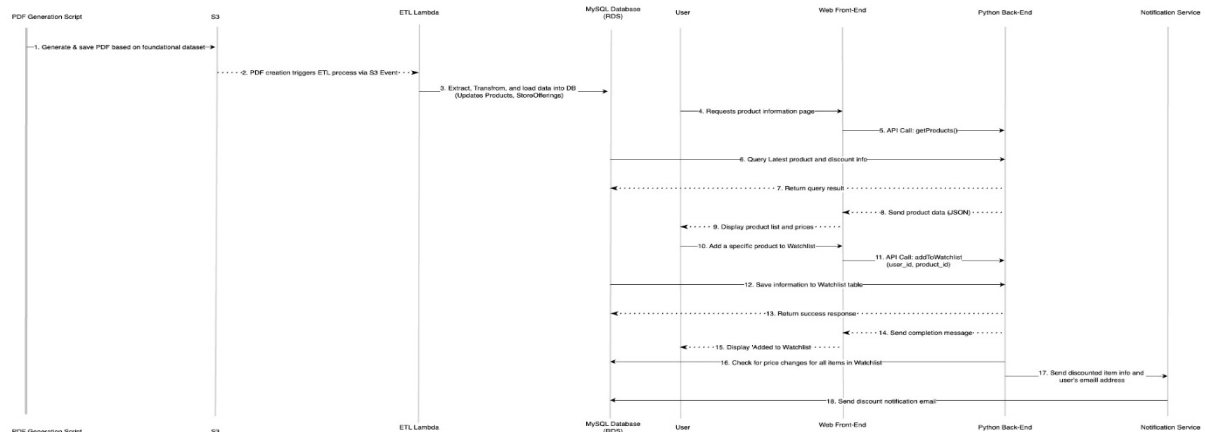 PDF Generation Script
S3
ETL Lambda
MySQL Database
(RDS)
User
Web Front-End
Python Back-End
Notification Service
1. Generate & save PDF based on foundational dataset
2. PDF creation triggers ETL process via S3 Event
3. Extract, Transfrom, and load data into DB
(Updates Products, StoreOfferings)
4. Requests product information page
5. API Call: getProducts()
6. Query Latest product and discount info
7. Return query result
8. Send product data (JSON)
9. Display product list and prices
10. Add a specific product to Watchlist
11. API Call: addToWatchlist
(user_id, product_id)
12. Save information to Watchlist table
13. Return success response
14. Send completion message
15. Display 'Added to Watchlist
16. Check for price changes for all items in Watchlist
17. Send discounted item info and
user's emaill address
18. Send discount notification email
PDF Generation Script
S3
ETL Lambda
MySQL Database
(RDS)
User
Web Front-End
Python Back-End
Notification Service